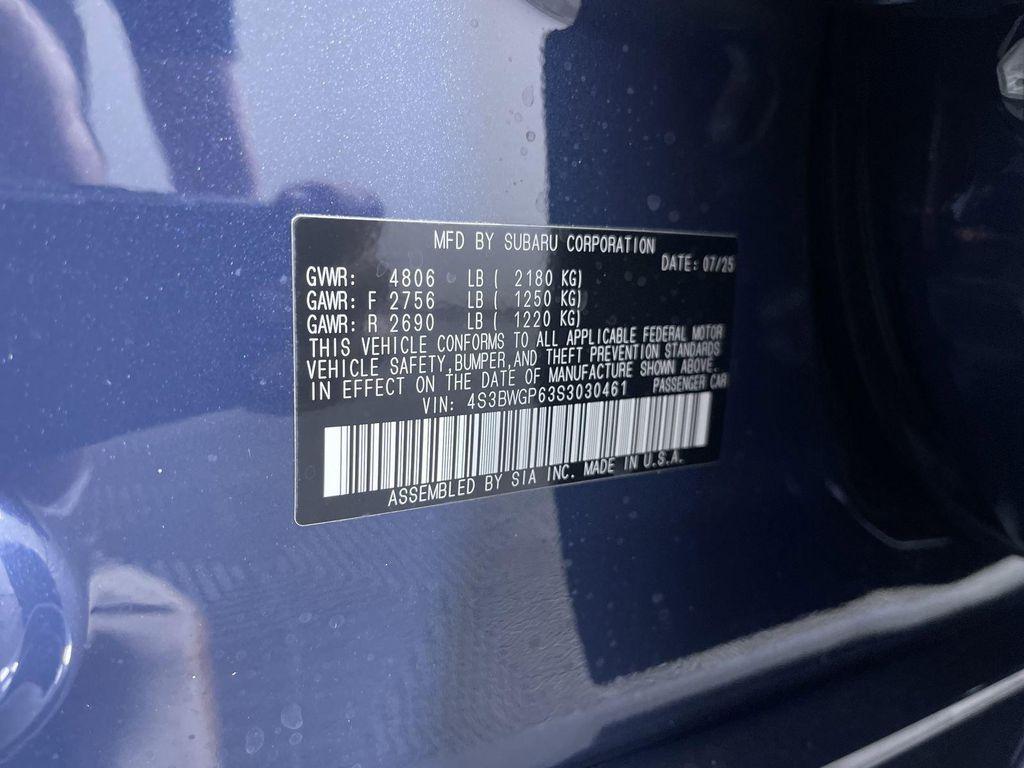 MFD BY SUBARU CORPORATION
DATE: 07/25
GVWR: 4806 LB ( 2180 KG)
GAWR: F 2756 LB ( 1250 KG)
GAWR: R 2690 LB ( 1220 KG)
THIS VEHICLE CONFORMS TO ALL APPLICABLE FEDERAL MOTOR
VEHICLE SAFETY, BUMPER, AND THEFT PREVENTION STANDARDS
IN EFFECT ON THE DATE OF MANUFACTURE SHOWN ABOVE.
VIN: 4S3BWGP63S3030461 PASSENGER CAR
ASSEMBLED BY SIA INC. MADE IN U.S.A.